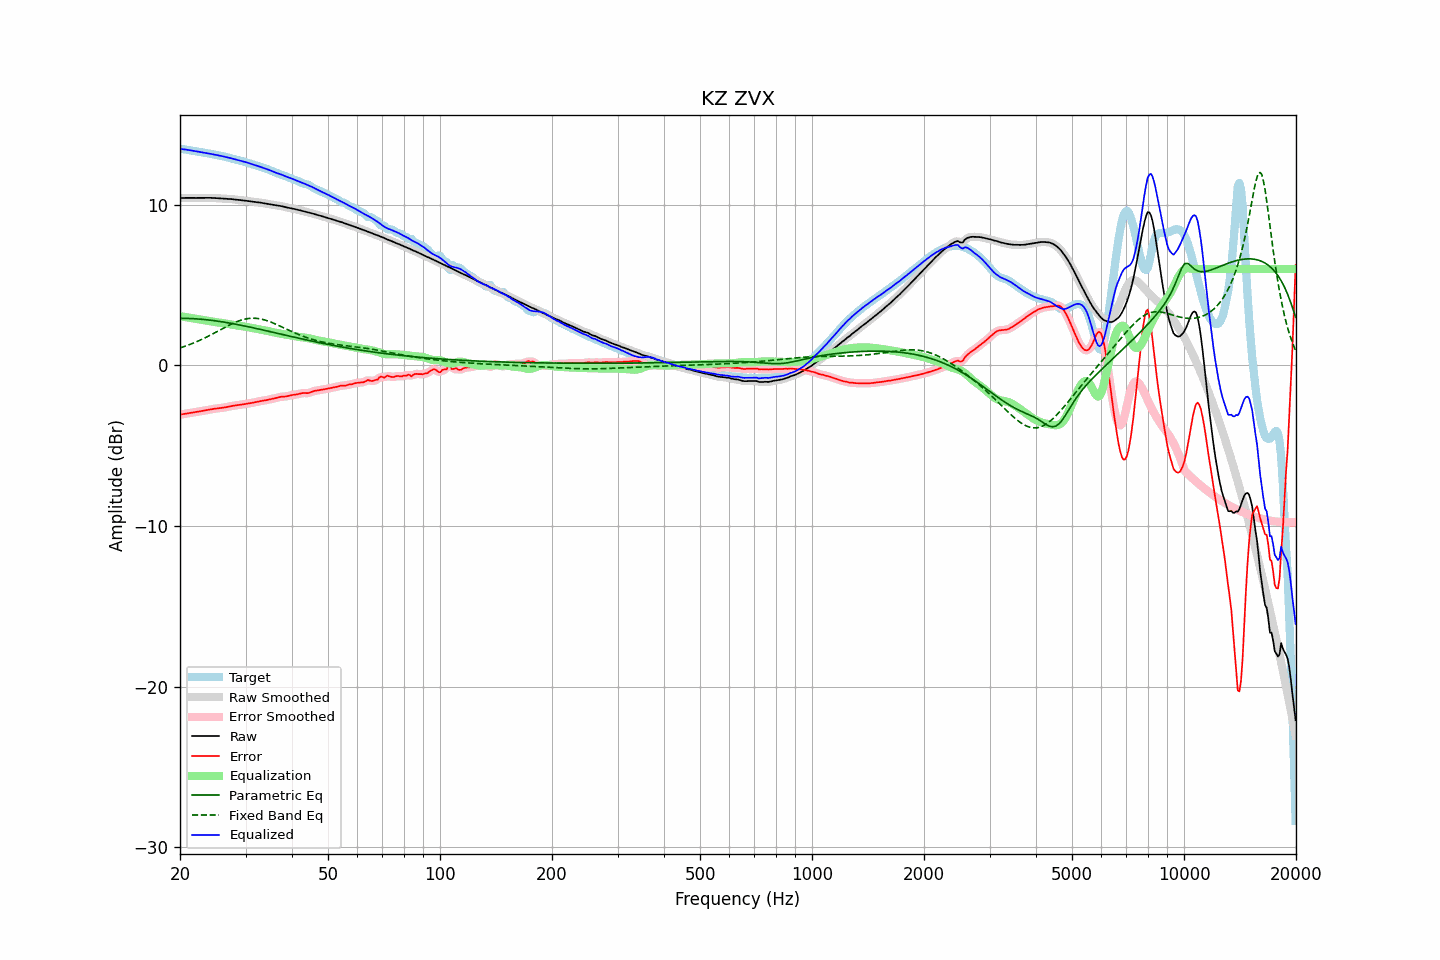 KZ ZVX
Amplitude (dBr)
10
0
−10
−20
−30
Target
Raw Smoothed
Error Smoothed
Raw
Error
Equalization
Parametric Eq
Fixed Band Eq
Equalized
20 50 100 200 500 1000 2000 5000 10000 20000
Frequency (Hz)